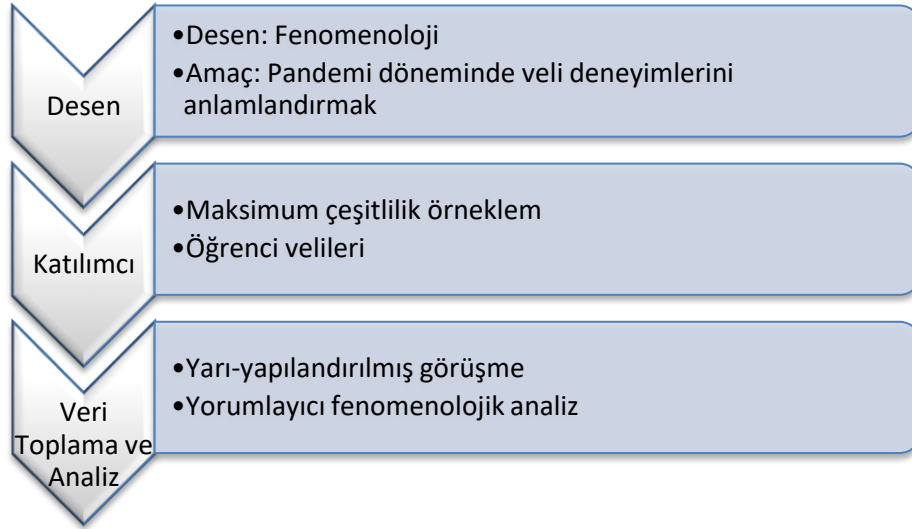 Desen
•Desen: Fenomenoloji
•Amaç: Pandemi döneminde veli deneyimlerini
anlamlandırmak
Katılımcı
•Maksimum çeşitlilik örneklem
•Öğrenci velileri
Veri
Toplama ve
Analiz
•Yarı-yapılandırılmış görüşme
•Yorumlayıcı fenomenolojik analiz